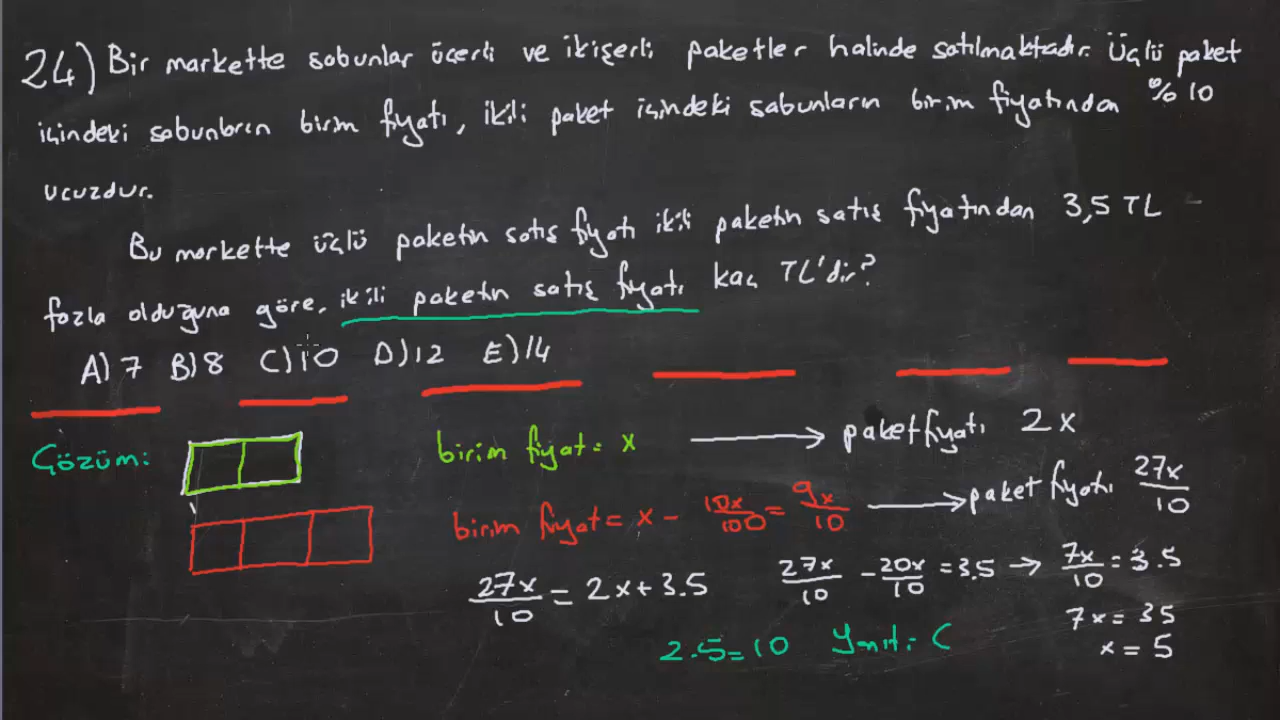 24) Bir markette sabunlar üçerli ve ikişerli paketler halinde satılmaktadır. Üçlü paket
içindeki sabunların birim fiyatı, ikili paket içindeki sabunların birim fiyatından %10
ucuzdur.
Bu markette üçlü paketin satış fiyatı ikili paketin satış fiyatından 3,5 TL
fazla olduğuna göre, ikili paketin satış fiyatı kaç TL'dir?
A) 7 B) 8 C) 10 D) 12 E) 14
Çözüm: birim fiyat = x → paket fiyatı 2x
birim fiyat = x - 10x/100 = 9x/10 → paket fiyatı 27x/10
27x/10 = 2x + 3.5 27x/10 - 20x/10 = 3.5 → 7x/10 = 3.5
7x = 35
2.5 = 10 Yanıt: C x = 5